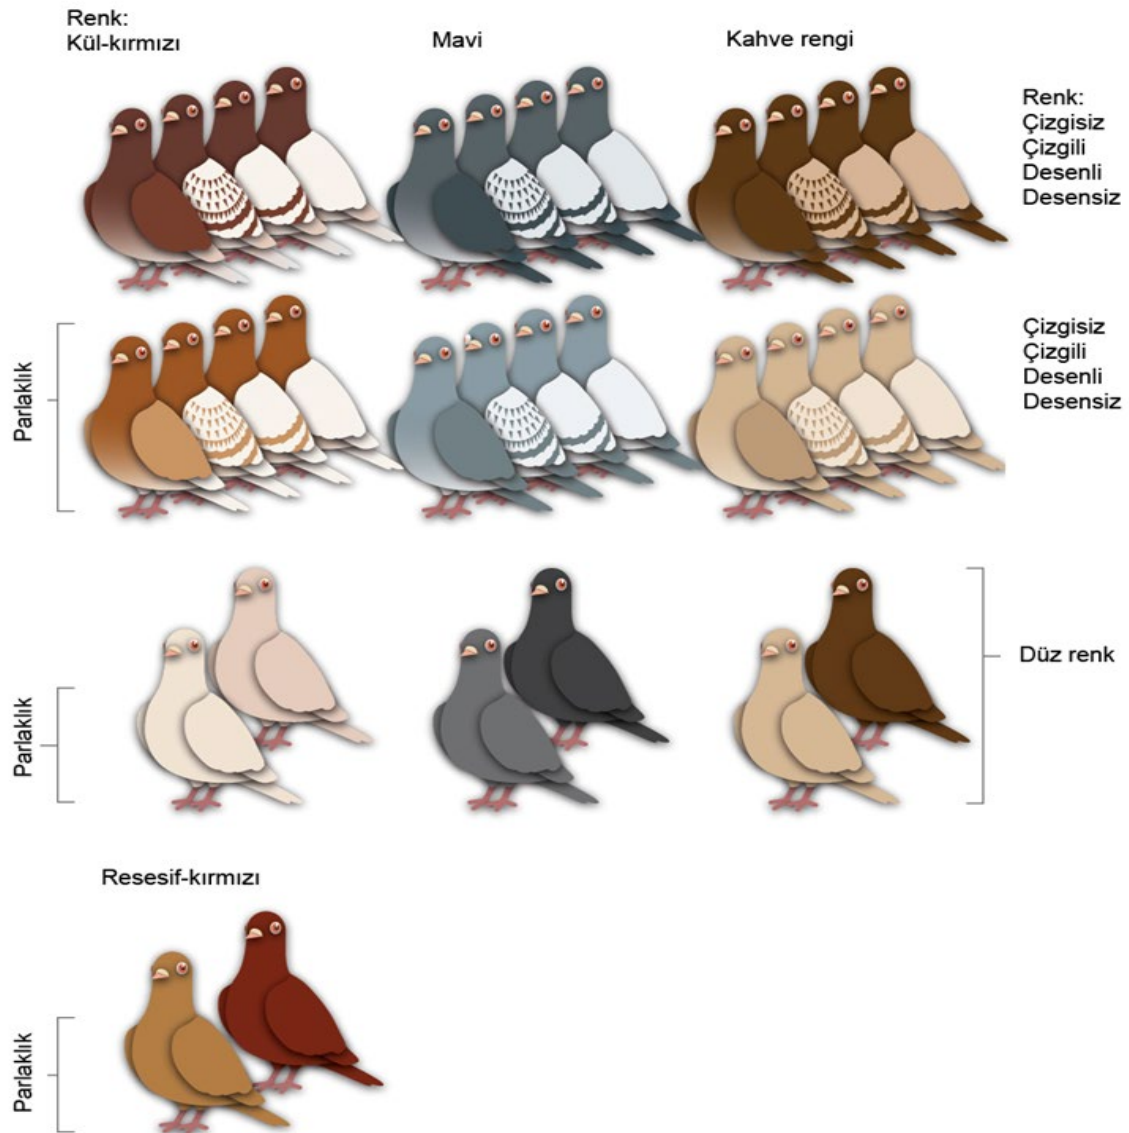 Renk:
Kül-kırmızı
Mavi
Kahve rengi
Renk:
Çizgisiz
Çizgili
Desenli
Desensiz
Parlaklık
Çizgisiz
Çizgili
Desenli
Desensiz
Parlaklık
Düz renk
Resesif-kırmızı
Parlaklık